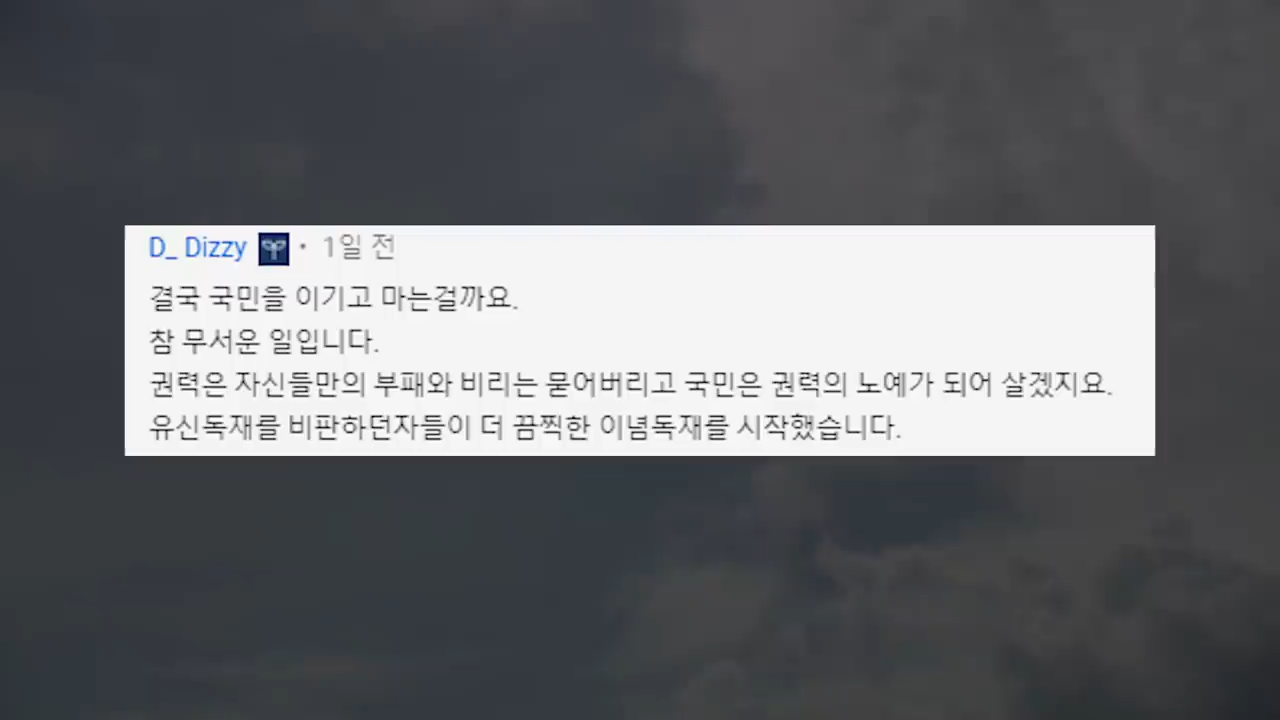 D_ Dizzy · 1일 전
결국 국민을 이기고 마는걸까요.
참 무서운 일입니다.
권력은 자신들만의 부패와 비리는 묻어버리고 국민은 권력의 노예가 되어 살겠지요.
유신독재를 비판하던자들이 더 끔찍한 이념독재를 시작했습니다.